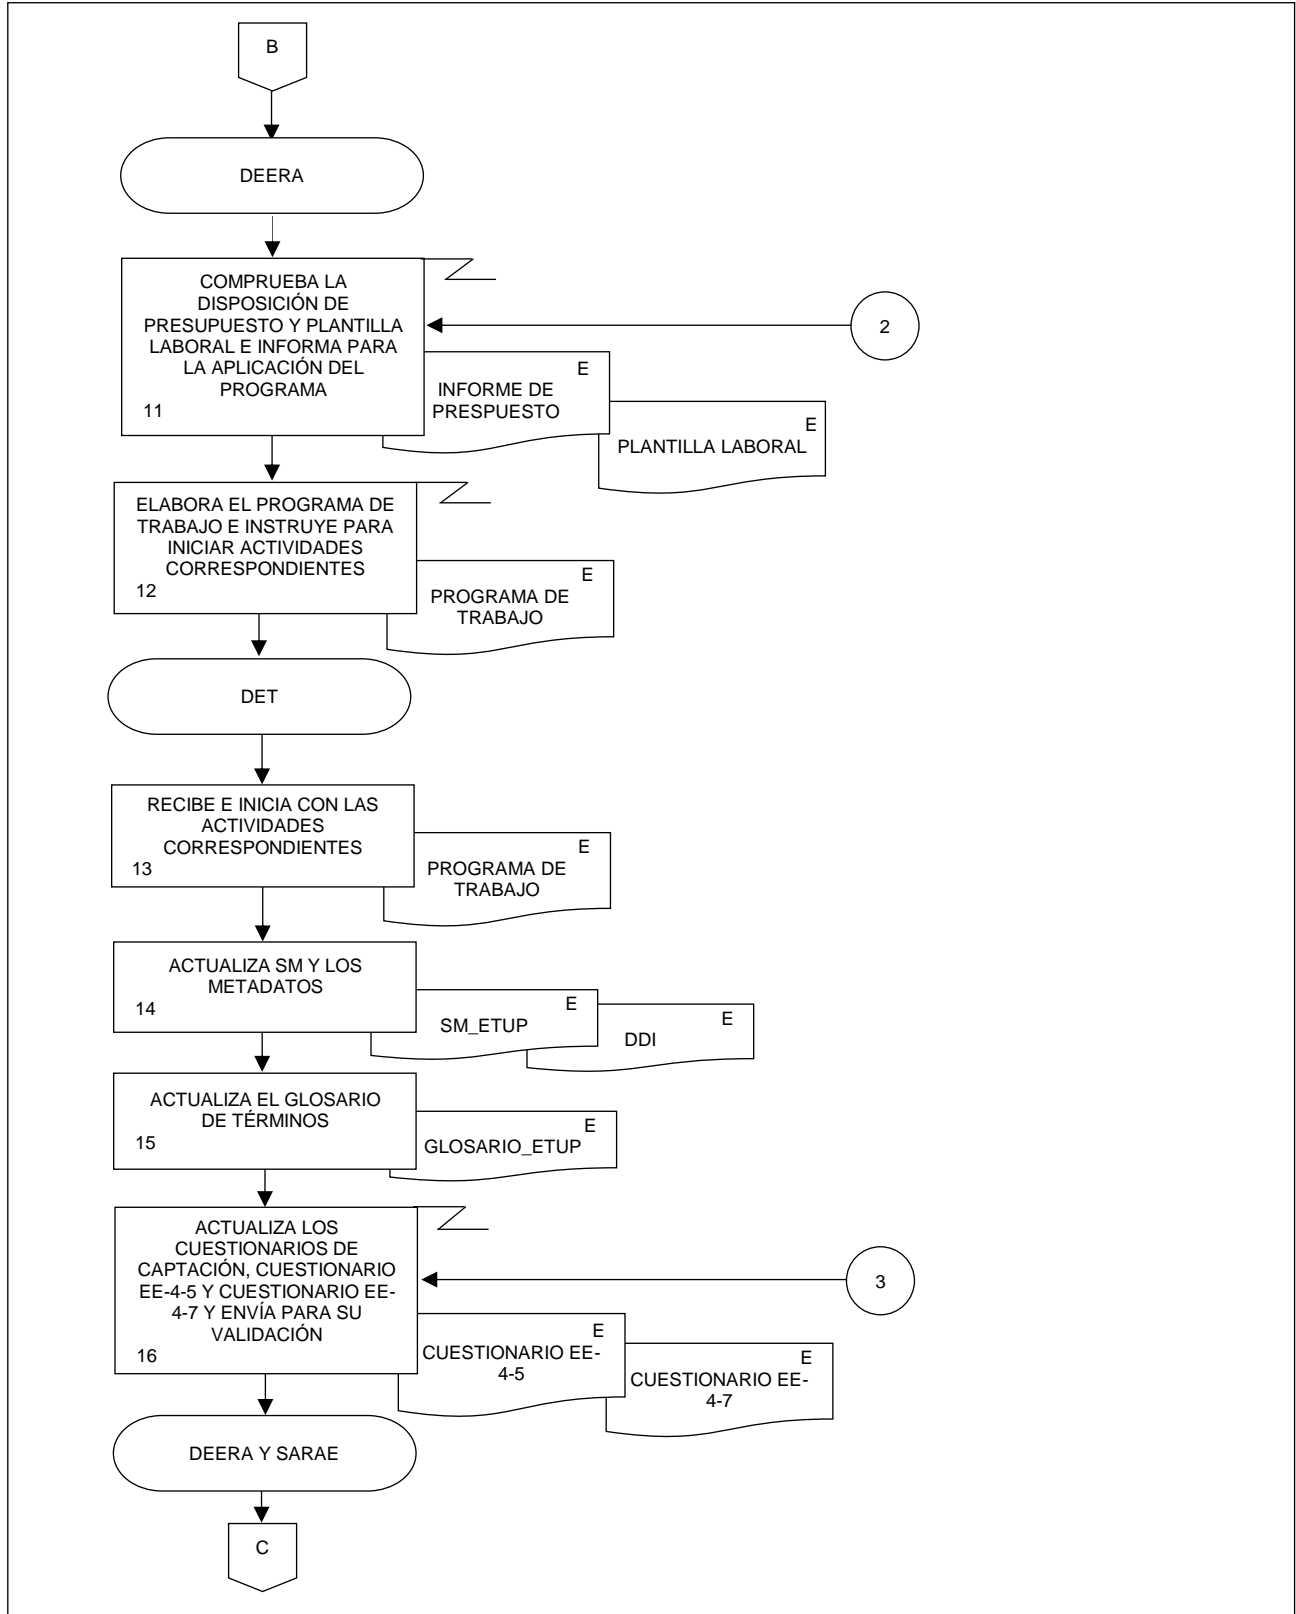 B
DEERA
COMPRUEBA LA
DISPOSICIÓN DE
PRESUPUESTO Y PLANTILLA
LABORAL E INFORMA PARA
LA APLICACIÓN DEL
PROGRAMA
11
2
E
INFORME DE
PRESPUESTO
E
PLANTILLA LABORAL
ELABORA EL PROGRAMA DE
TRABAJO E INSTRUYE PARA
INICIAR ACTIVIDADES
CORRESPONDIENTES
12
E
PROGRAMA DE
TRABAJO
DET
RECIBE E INICIA CON LAS
ACTIVIDADES
CORRESPONDIENTES
13
E
PROGRAMA DE
TRABAJO
ACTUALIZA SM Y LOS
METADATOS
14
E
SM_ETUP
E
DDI
ACTUALIZA EL GLOSARIO
DE TÉRMINOS
15
E
GLOSARIO_ETUP
ACTUALIZA LOS
CUESTIONARIOS DE
CAPTACIÓN, CUESTIONARIO
EE-4-5 Y CUESTIONARIO EE-
4-7 Y ENVÍA PARA SU
VALIDACIÓN
16
3
E
CUESTIONARIO EE-
4-5
E
CUESTIONARIO EE-
4-7
DEERA Y SARAE
C